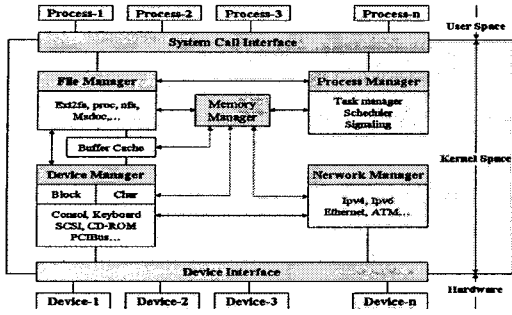 Process-1 Process-2 Process-3 Process-n
User Space
System Call Interface
File Manager
Process Manager
Ext2fs, proc, nfs,
Msdoc,...
Memory
Manager
Task manager
Scheduler
Signaling
Buffer Cache
Kernel Space
Device Manager
Network Manager
Block Char
Consol, Keyboard
SCSI, CD-ROM
PCIBus...
Ipv4, Ipv6
Ethernet, ATM...
Device Interface
Hardware
Device-1 Device-2 Device-3 Device-n